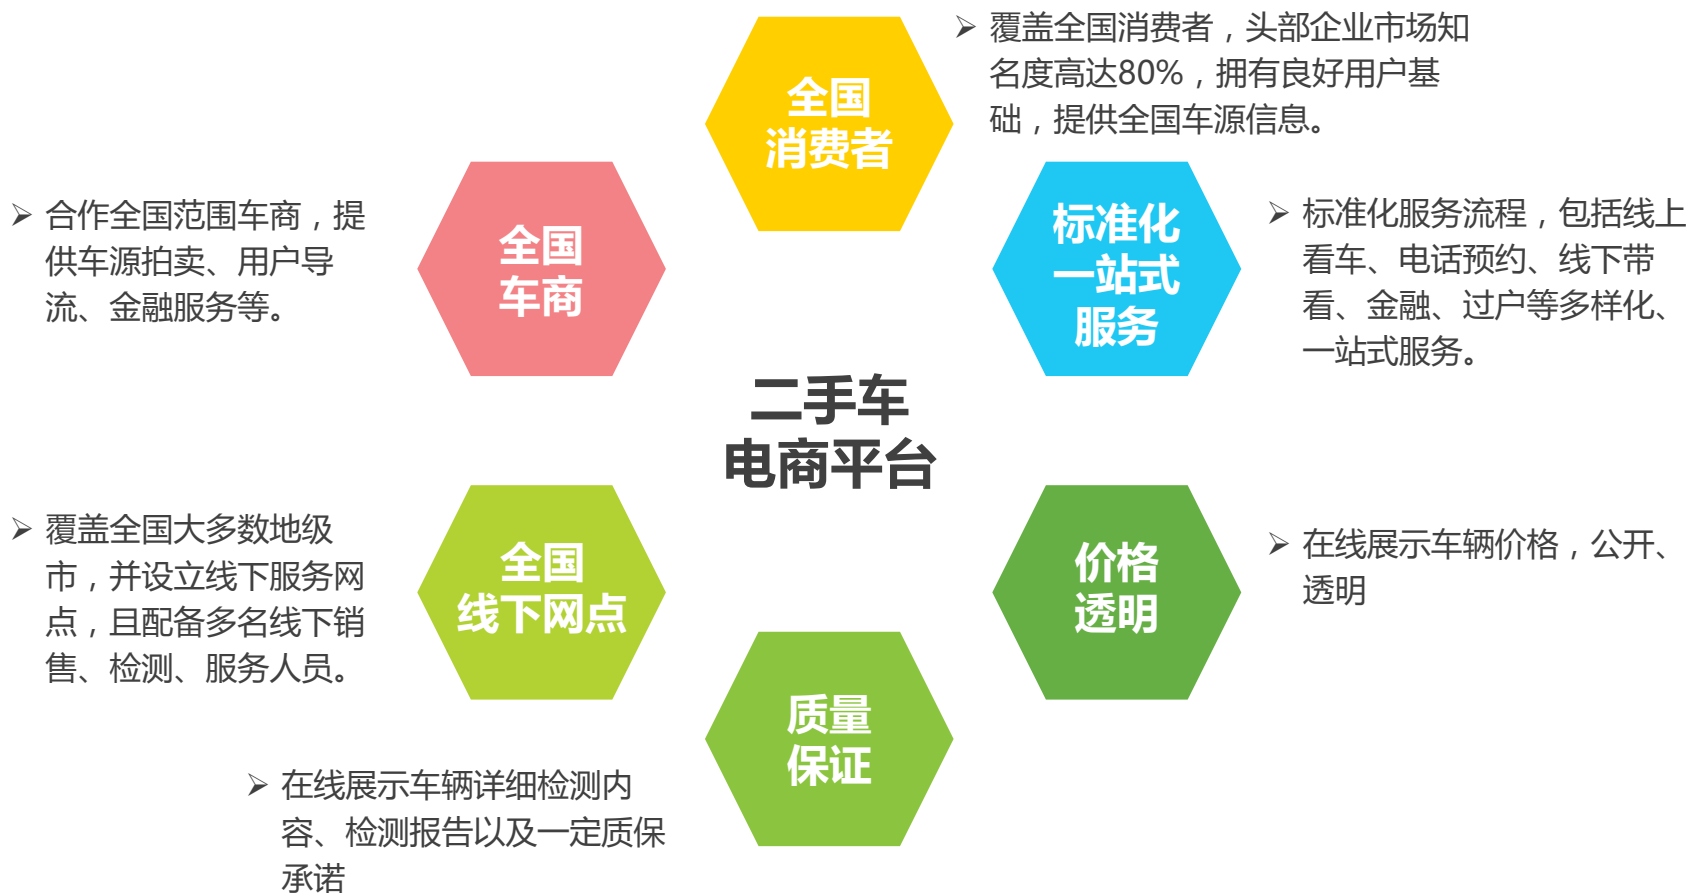 全国
消费者
➢ 覆盖全国消费者，头部企业市场知
名度高达80%，拥有良好用户基
础，提供全国车源信息。
➢ 合作全国范围车商，提
供车源拍卖、用户导
流、金融服务等。
全国
车商
标准化
一站式
服务
➢ 标准化服务流程，包括线上
看车、电话预约、线下带
看、金融、过户等多样化、
一站式服务。
二手车
电商平台
➢ 覆盖全国大多数地级
市，并设立线下服务网
点，且配备多名线下销
售、检测、服务人员。
全国
线下网点
价格
透明
➢ 在线展示车辆价格，公开、
透明
质量
保证
➢ 在线展示车辆详细检测内
容、检测报告以及一定质保
承诺